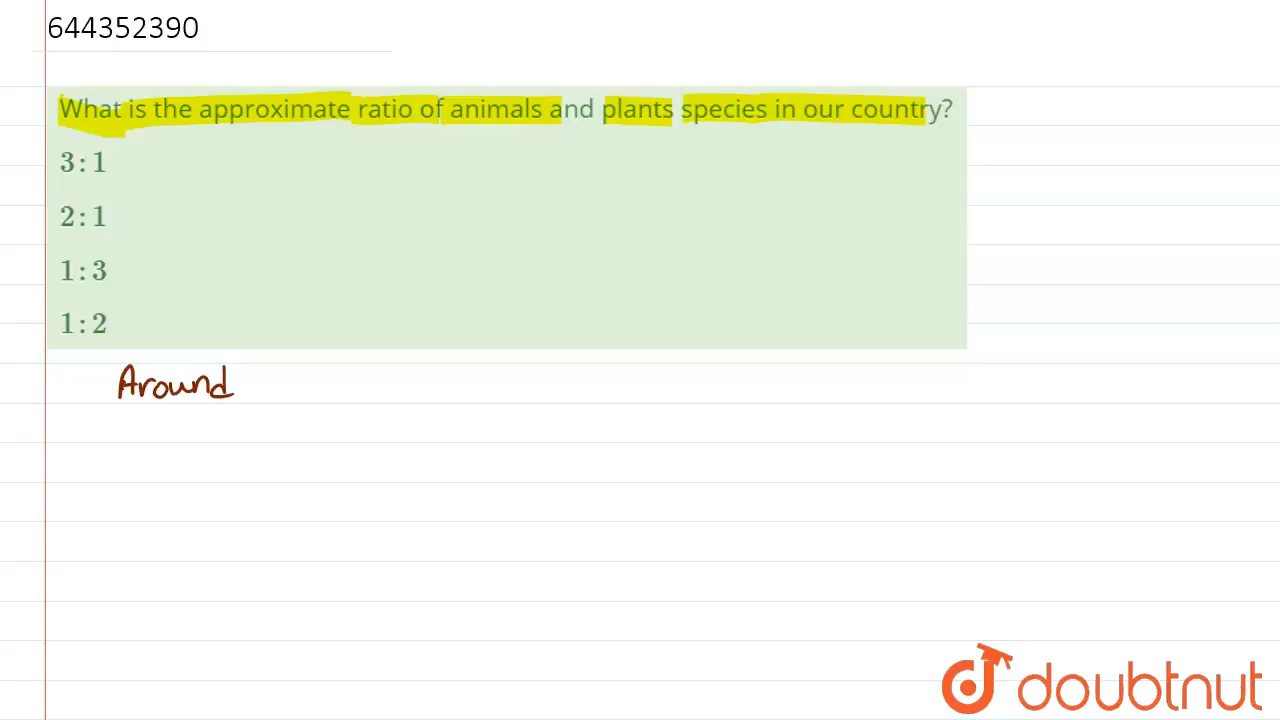 644352390
What is the approximate ratio of animals and plants species in our country?
3 : 1
2 : 1
1 : 3
1 : 2
Around
doubtnut